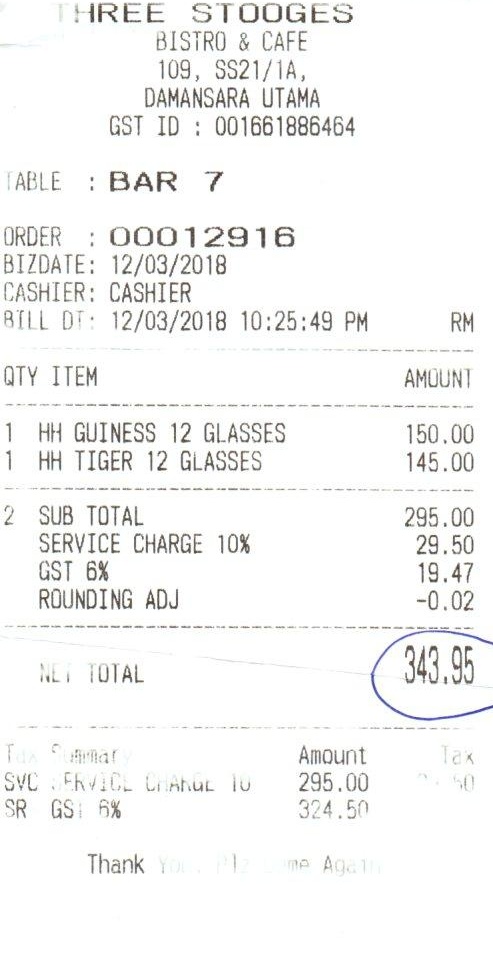 THREE STOOGES
BISTRO & CAFE
109, SS21/1A,
DAMANSARA UTAMA
GST ID : 001661886464
TABLE : BAR 7
ORDER : 00012916
BIZDATE: 12/03/2018
CASHIER: CASHIER
BILL DT: 12/03/2018 10:25:49 PM RM
QTY ITEM AMOUNT
1 HH GUINESS 12 GLASSES 150.00
1 HH TIGER 12 GLASSES 145.00
2 SUB TOTAL 295.00
SERVICE CHARGE 10% 29.50
GST 6% 19.47
ROUNDING ADJ -0.02
NET TOTAL 343.95
Tax Summary Amount Tax
SVC SERVICE CHARGE 10 295.00
SR GST 6% 324.50
Thank You, Again